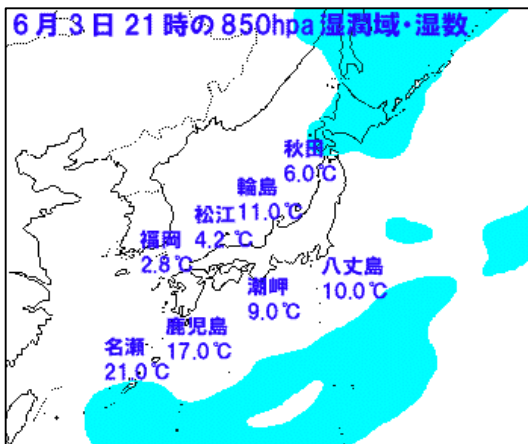 6月3日21時の850hpa湿潤域・湿数
秋田
6.0℃
輪島
11.0℃
松江
4.2℃
福岡
2.8℃
八丈島
10.0℃
潮岬
9.0℃
鹿児島
17.0℃
名瀬
21.0℃